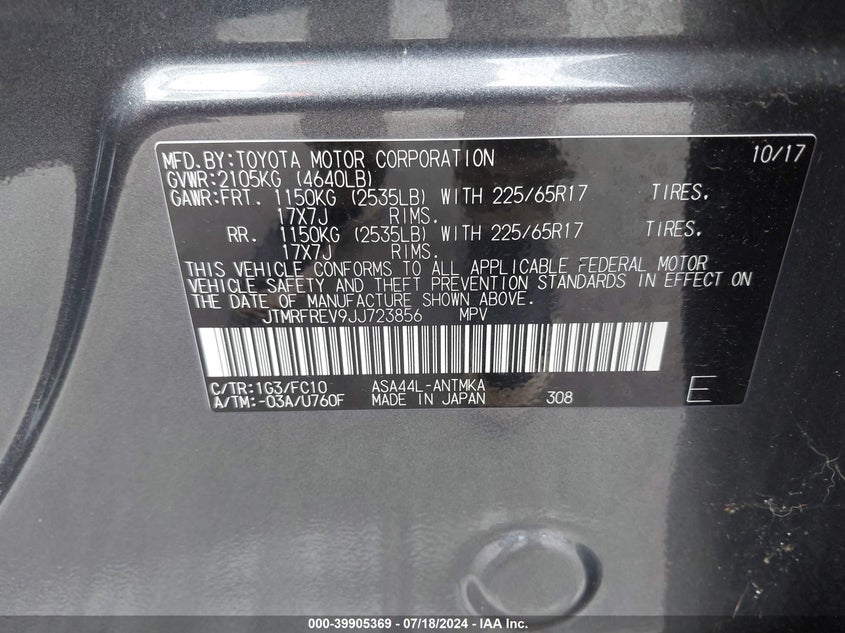 MFD.BY:TOYOTA MOTOR CORPORATION 10/17
GVWR:2105KG (4640LB)
GAWR:FRT. 1150KG (2535LB) WITH 225/65R17 TIRES.
17X7J RIMS.
RR. 1150KG (2535LB) WITH 225/65R17 TIRES.
17X7J RIMS.
THIS VEHICLE CONFORMS TO ALL APPLICABLE FEDERAL MOTOR
VEHICLE SAFETY AND THEFT PREVENTION STANDARDS IN EFFECT ON
THE DATE OF MANUFACTURE SHOWN ABOVE.
JTMRFREV9JJ723856 MPV
C/TR:1G3/FC10 ASA44L-ANTMKA
A/TM:-03A/U760F MADE IN JAPAN 308 E
000-39905369 - 07/18/2024 - IAA Inc.